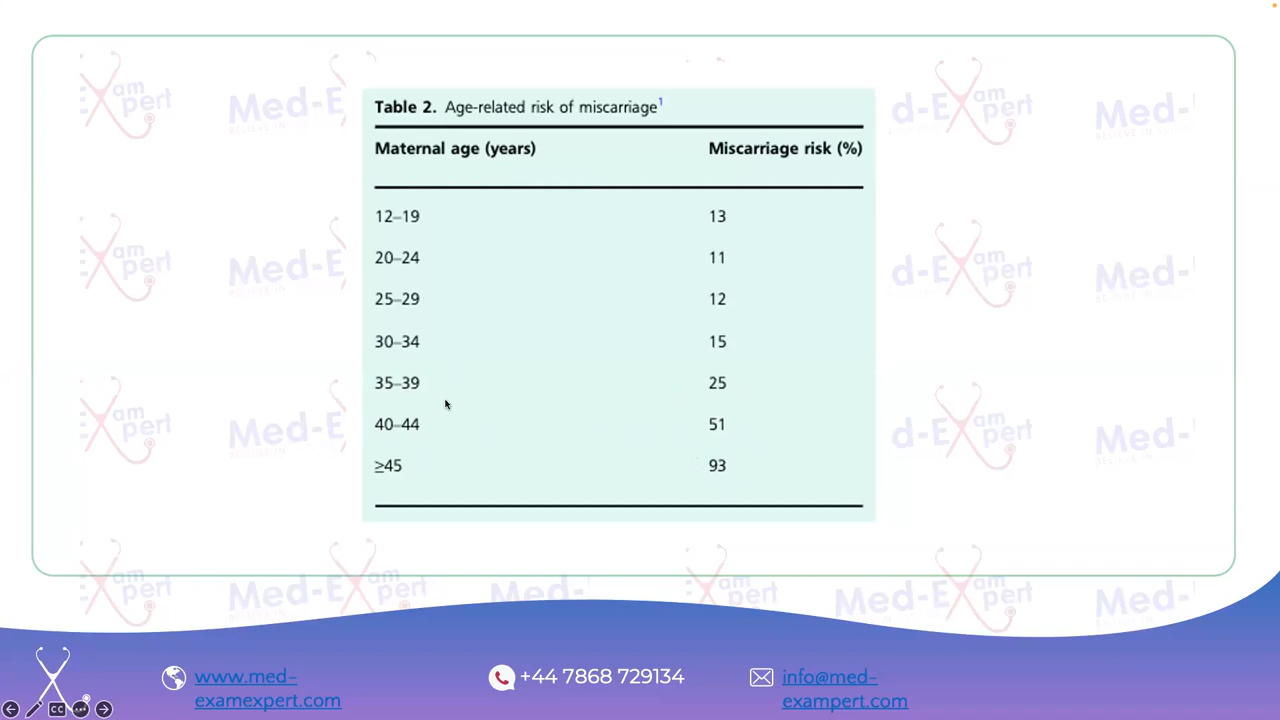 Table 2. Age-related risk of miscarriage1
Maternal age (years) Miscarriage risk (%)
12–19 13
20–24 11
25–29 12
30–34 15
35–39 25
40–44 51
≥45 93
www.med-
examexpert.com
+44 7868 729134
info@med-
exampert.com
CC